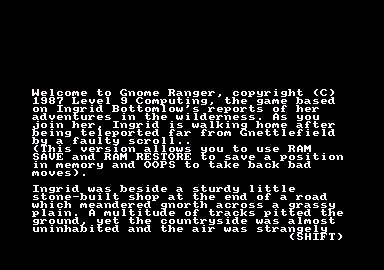 Welcome to Gnome Ranger, copyright (C)
1987 Level 9 Computing, the game based
on Ingrid Bottomlow's reports of her
adventures in the wilderness. As you
join her, Ingrid is walking home after
being teleported far from Gnettlefield
by a faulty scroll..
(This version allows you to use RAM
SAVE and RAM RESTORE to save a position
in memory and OOPS to take back bad
moves).
Ingrid was beside a sturdy little
stone-built shop at the end of a road
which meandered gnorth across a grassy
plain. A multitude of tracks pitted the
ground, yet the countryside was almost
uninhabited and the air was strangely
(SHIFT)